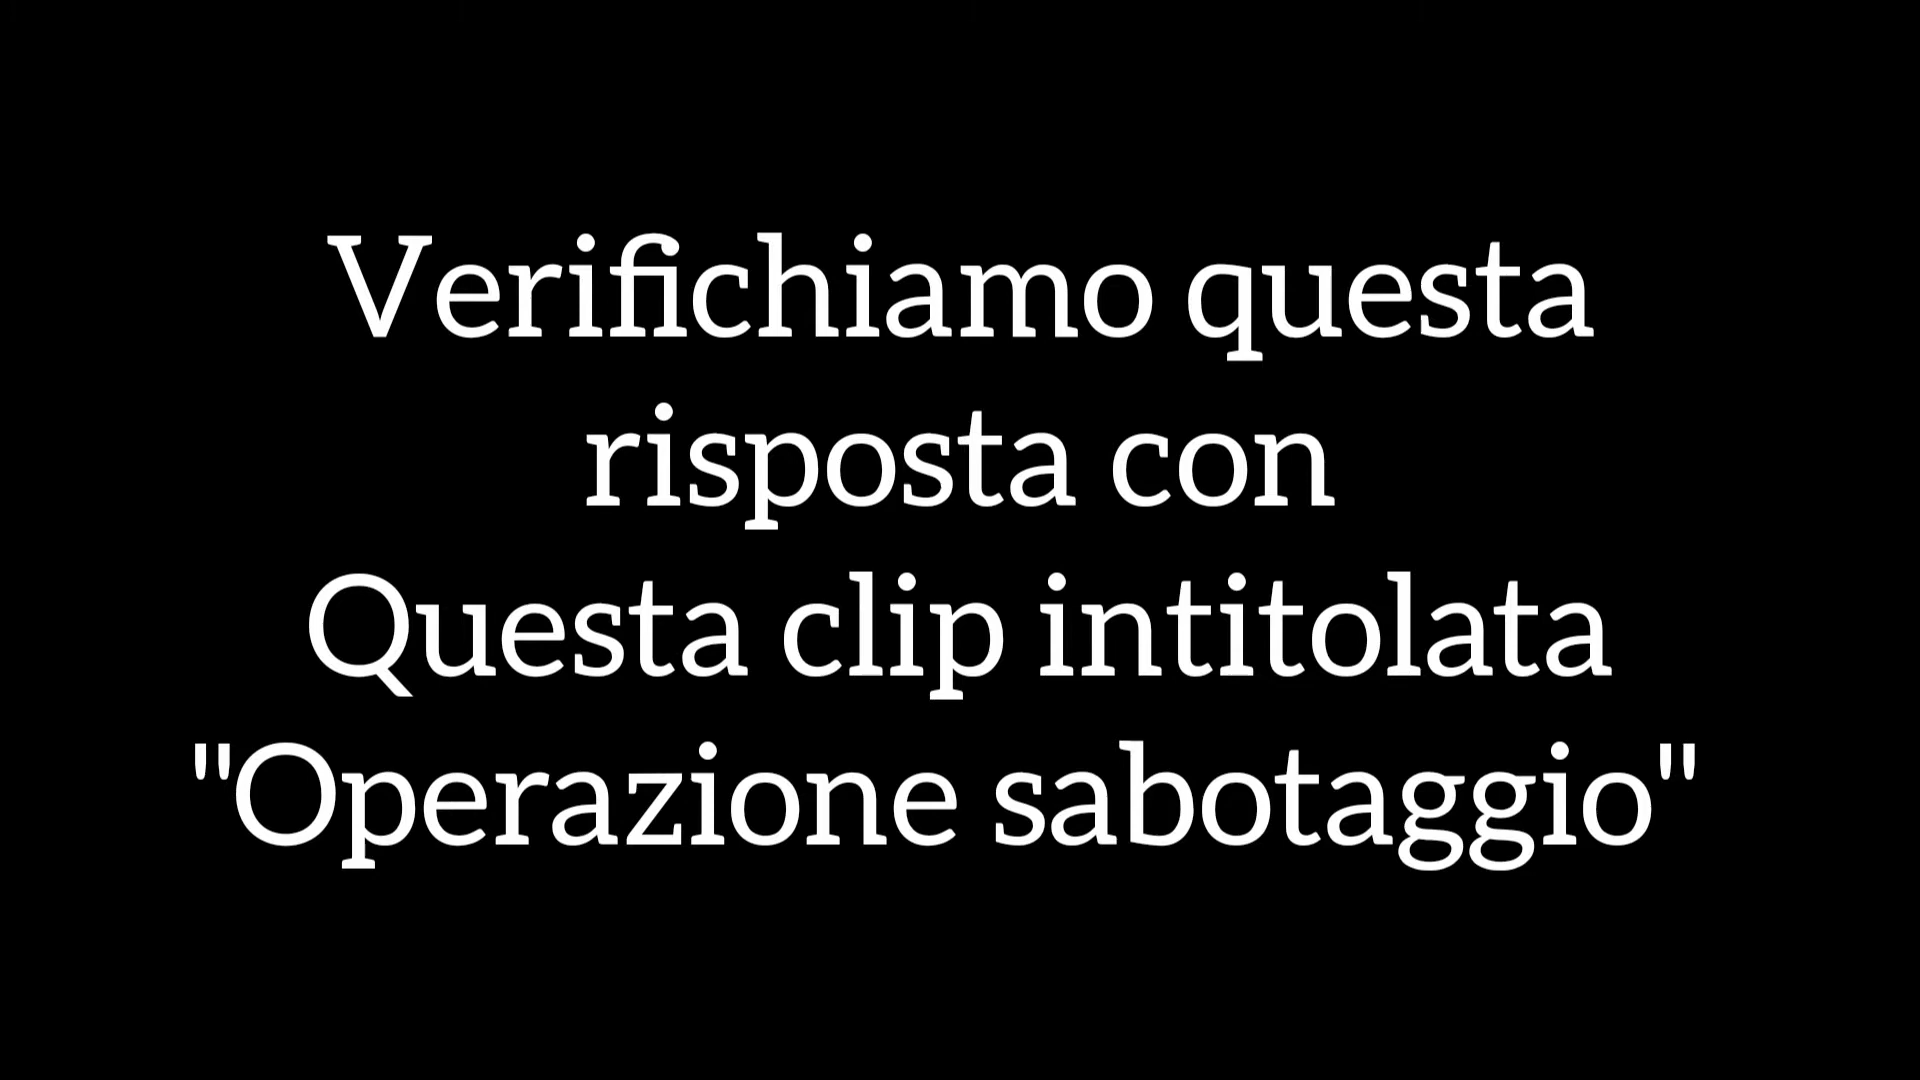 Verifichiamo questa
risposta con
Questa clip intitolata
"Operazione sabotaggio"